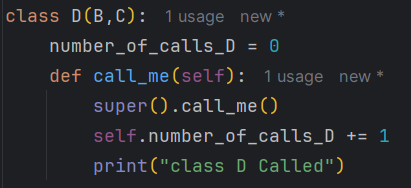 class D(B,C): 1 usage new *
    number_of_calls_D = 0
    def call_me(self): 1 usage new *
        super().call_me()
        self.number_of_calls_D += 1
        print("class D Called")